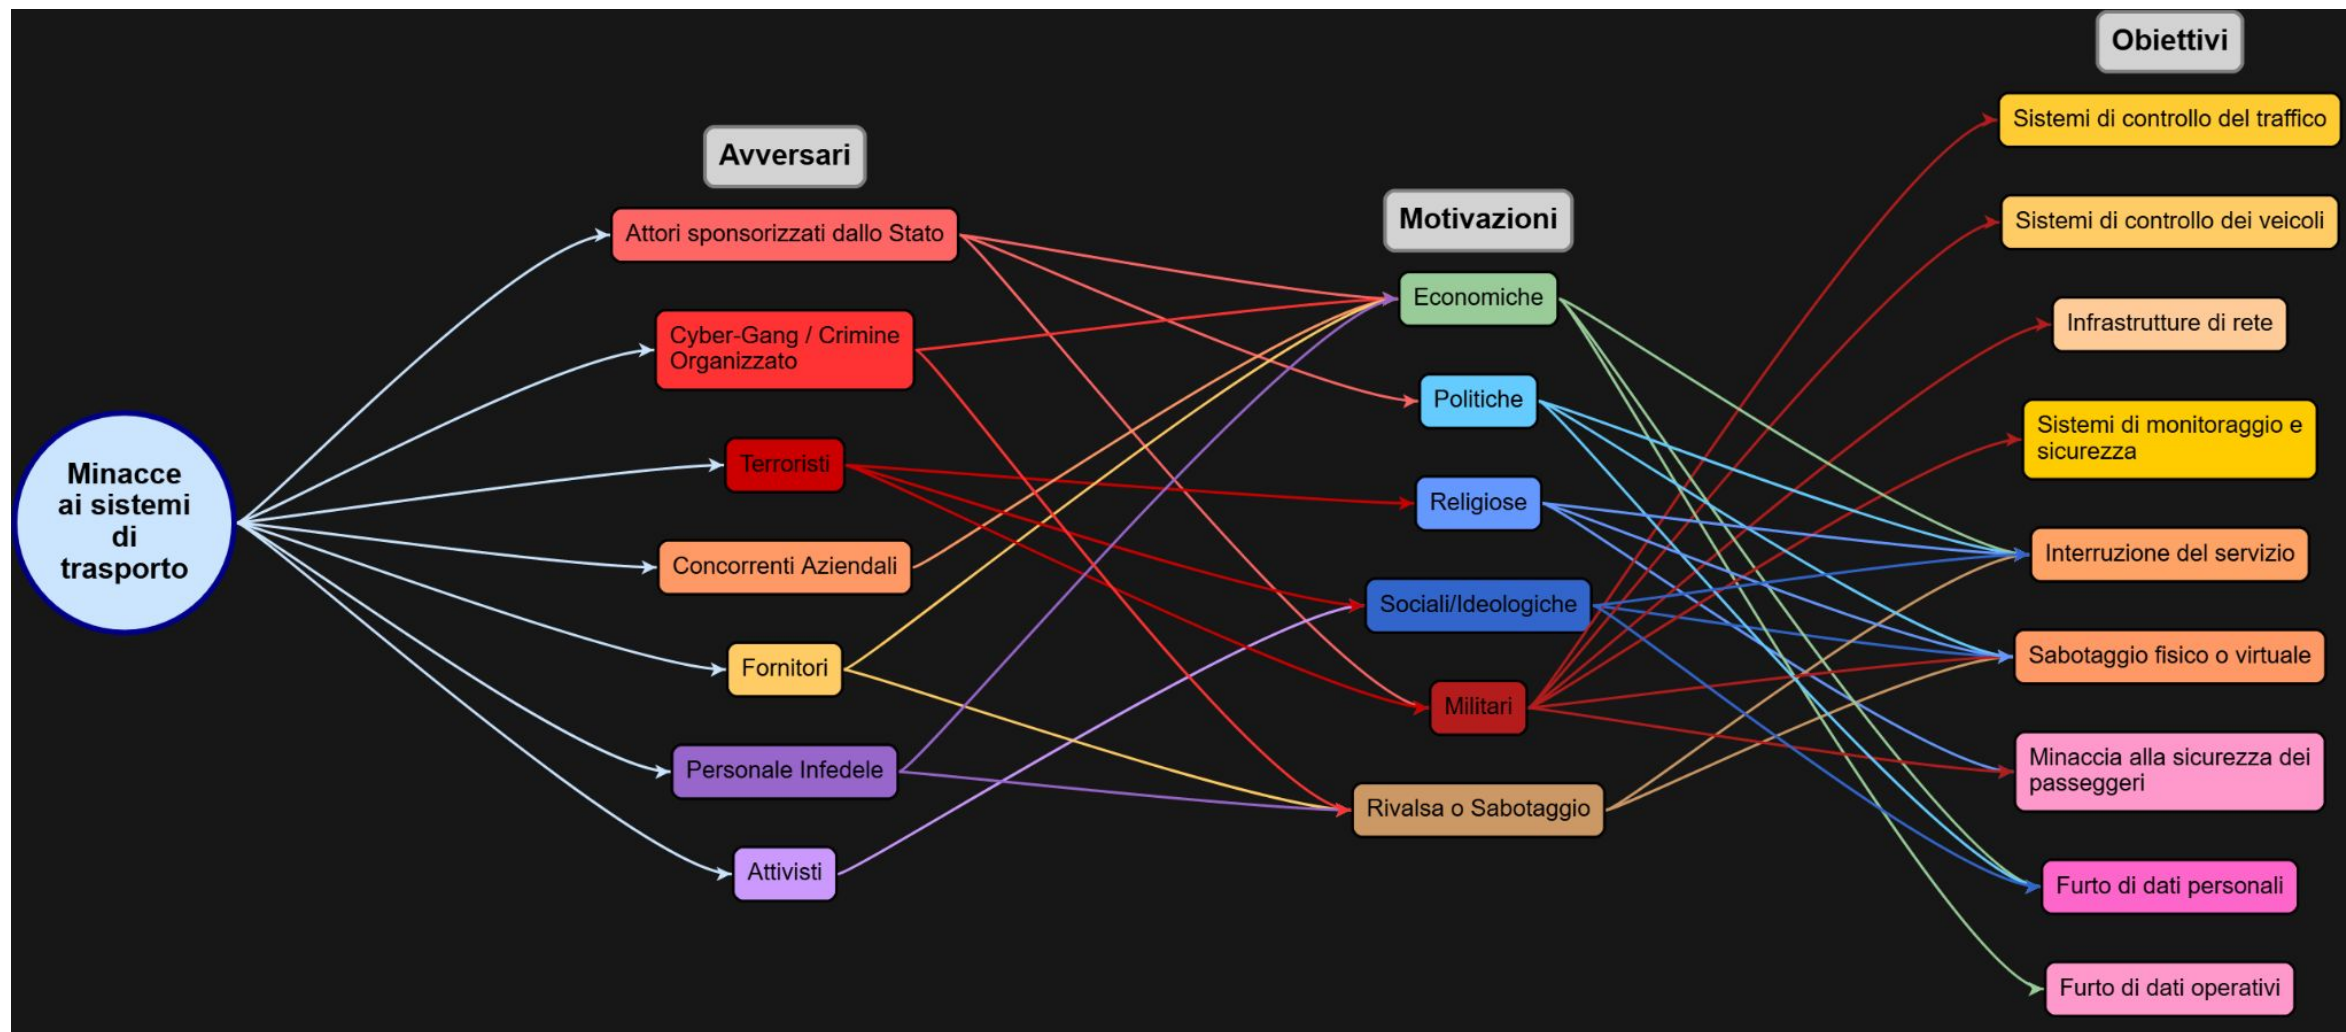 Minacce
ai sistemi
di
trasporto
Avversari
Attori sponsorizzati dallo Stato
Cyber-Gang / Crimine
Organizzato
Terroristi
Concorrenti Aziendali
Fornitori
Personale Infedele
Attivisti
Motivazioni
Economiche
Politiche
Religiose
Sociali/Ideologiche
Militari
Rivalsa o Sabotaggio
Obiettivi
Sistemi di controllo del traffico
Sistemi di controllo dei veicoli
Infrastrutture di rete
Sistemi di monitoraggio e
sicurezza
Interruzione del servizio
Sabotaggio fisico o virtuale
Minaccia alla sicurezza dei
passeggeri
Furto di dati personali
Furto di dati operativi